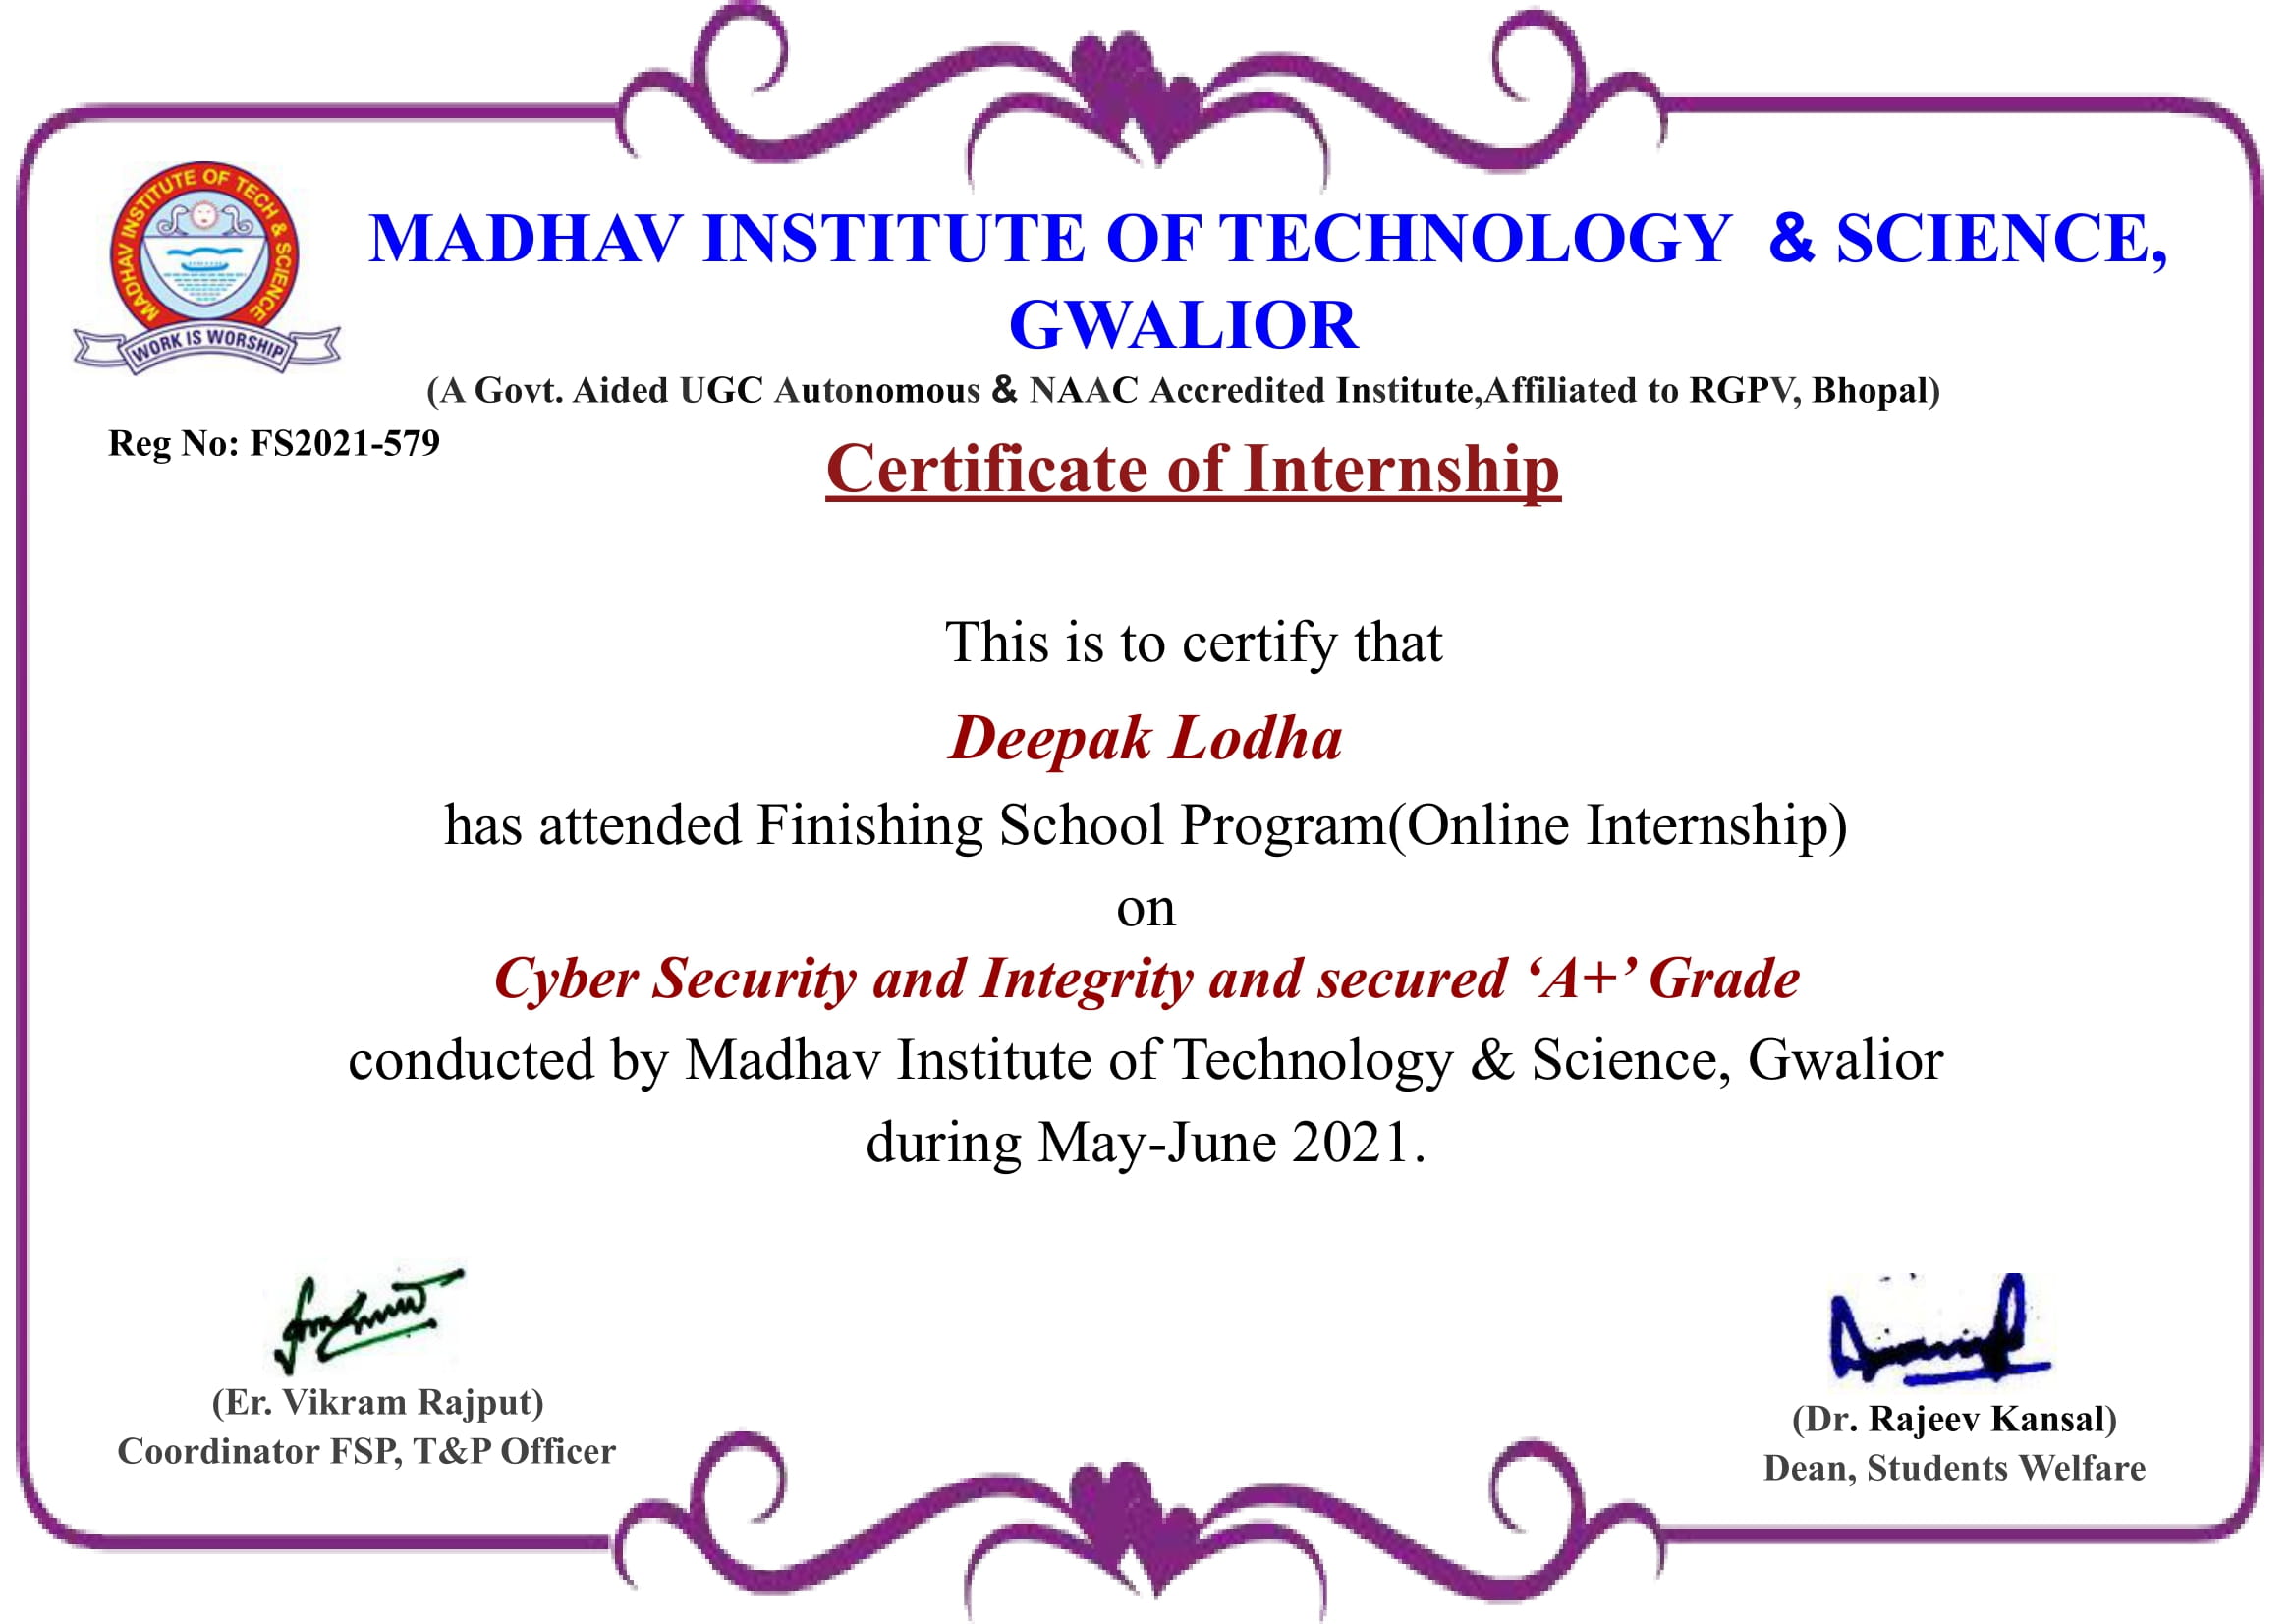 MADHAV INSTITUTE OF TECH & SCIENCE
WORK IS WORSHIP
MADHAV INSTITUTE OF TECHNOLOGY & SCIENCE,
GWALIOR
(A Govt. Aided UGC Autonomous & NAAC Accredited Institute,Affiliated to RGPV, Bhopal)
Reg No: FS2021-579
Certificate of Internship
This is to certify that
Deepak Lodha
has attended Finishing School Program(Online Internship)
on
Cyber Security and Integrity and secured ‘A+’ Grade
conducted by Madhav Institute of Technology & Science, Gwalior
during May-June 2021.
(Er. Vikram Rajput)
Coordinator FSP, T&P Officer
(Dr. Rajeev Kansal)
Dean, Students Welfare